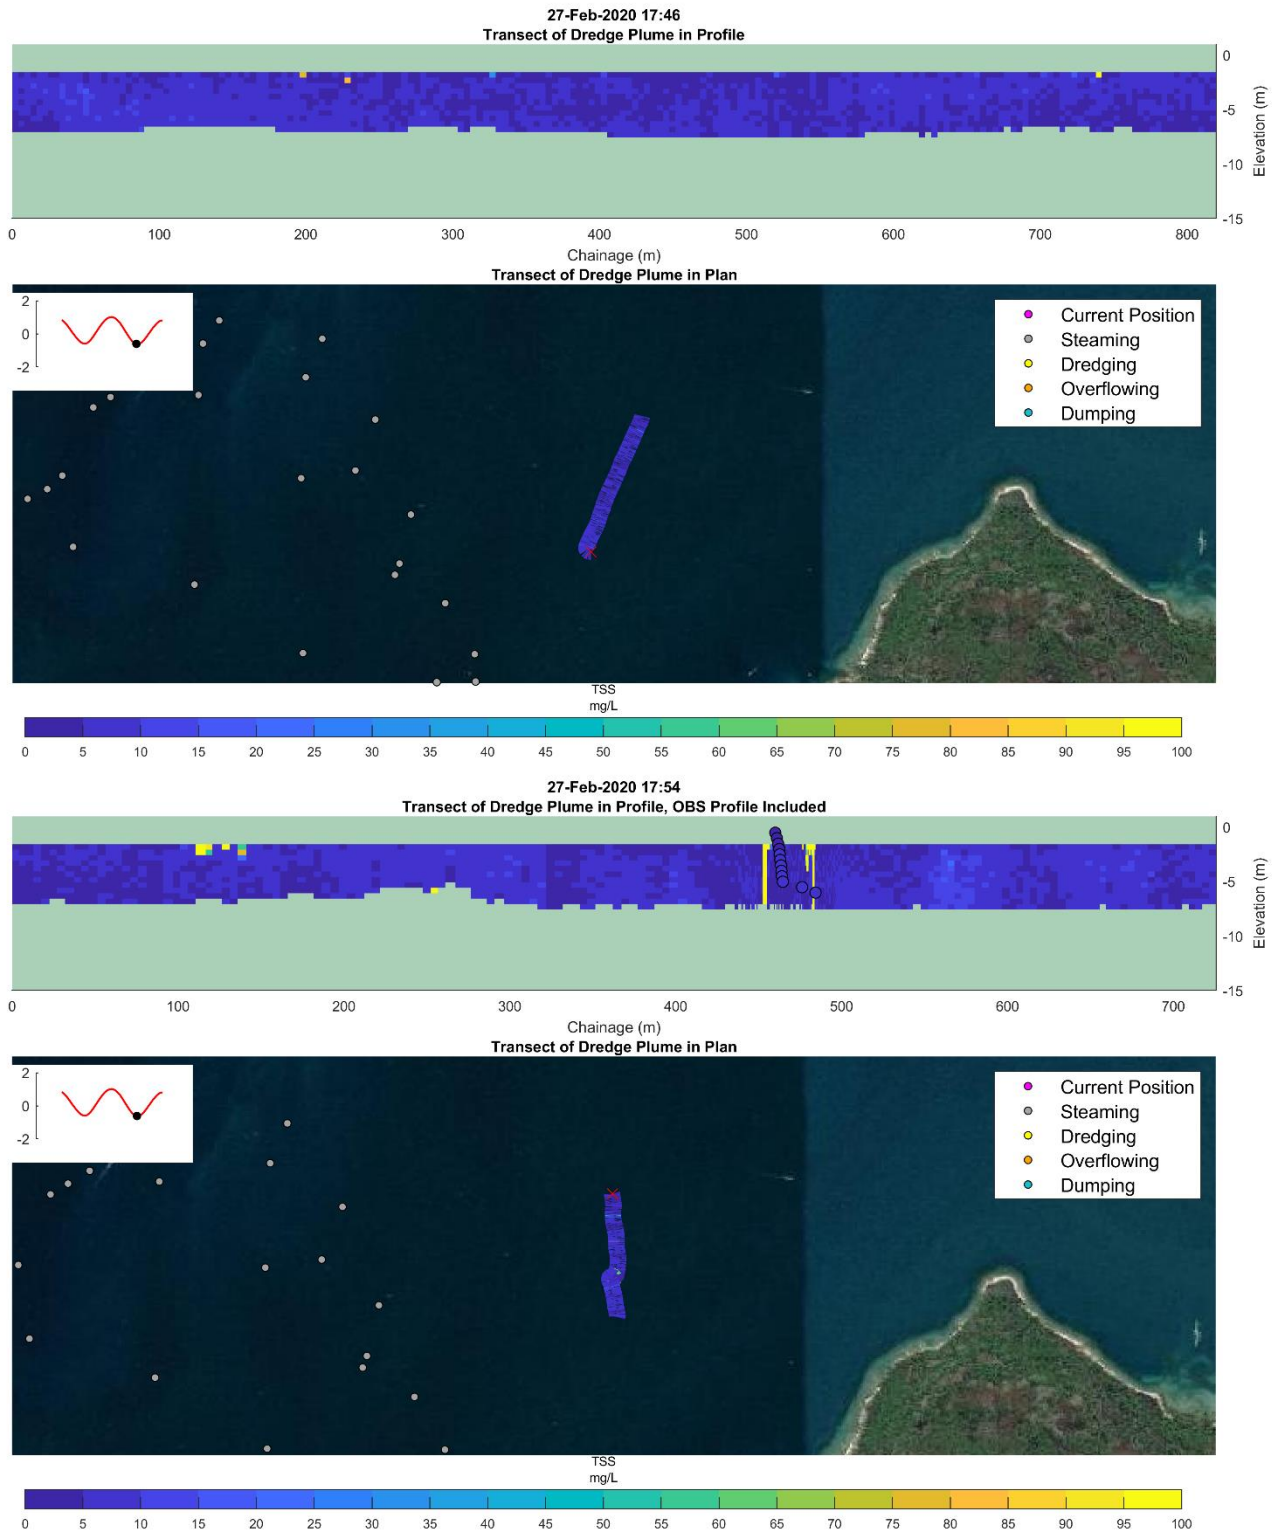 27-Feb-2020 17:46
Transect of Dredge Plume in Profile
0
-5
-10
-15
Elevation (m)
0 100 200 300 400 500 600 700 800
Chainage (m)
Transect of Dredge Plume in Plan
2
0
-2
Current Position
Steaming
Dredging
Overflowing
Dumping
TSS
mg/L
0 5 10 15 20 25 30 35 40 45 50 55 60 65 70 75 80 85 90 95 100
27-Feb-2020 17:54
Transect of Dredge Plume in Profile, OBS Profile Included
0
-5
-10
-15
Elevation (m)
0 100 200 300 400 500 600 700
Chainage (m)
Transect of Dredge Plume in Plan
2
0
-2
Current Position
Steaming
Dredging
Overflowing
Dumping
TSS
mg/L
0 5 10 15 20 25 30 35 40 45 50 55 60 65 70 75 80 85 90 95 100